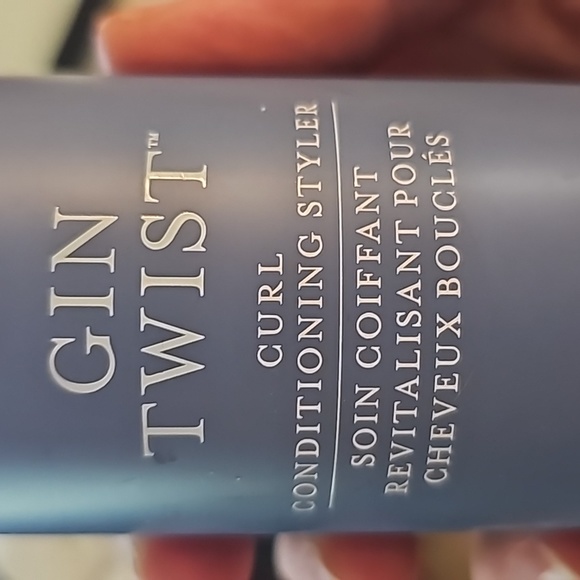 GIN
TWIST™
CURL
CONDITIONING STYLER
SOIN COIFFANT
REVITALISANT POUR
CHEVEUX BOUCLÉS